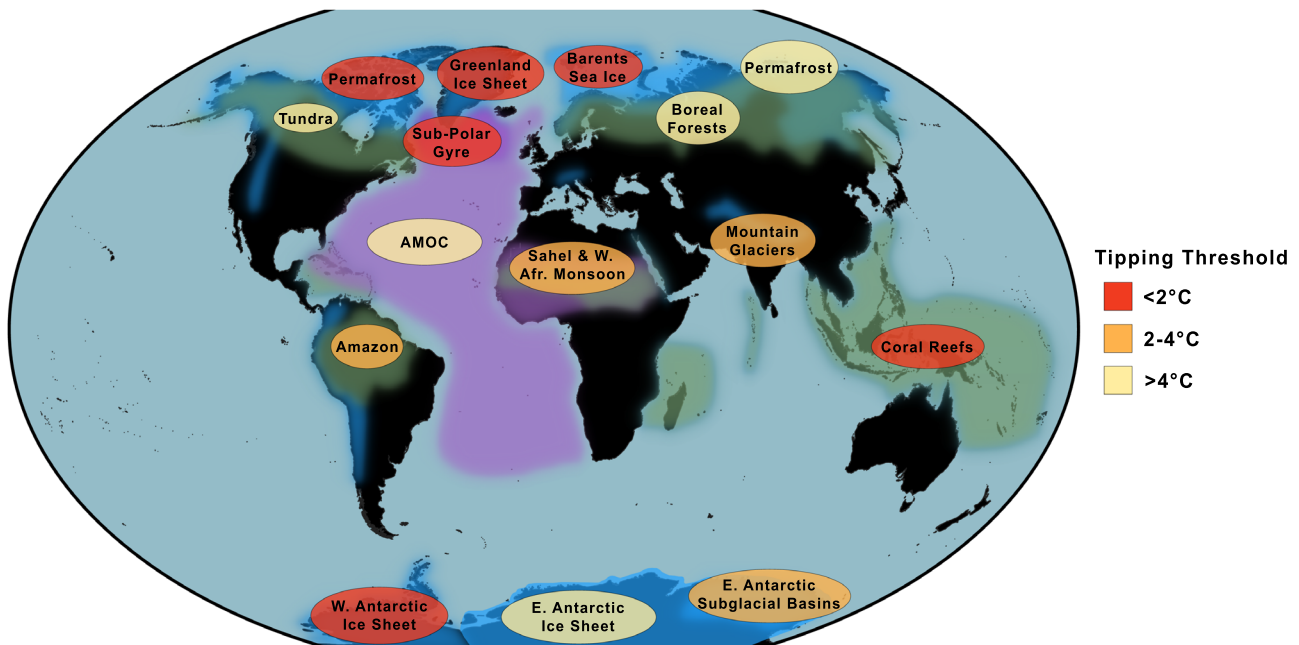 Permafrost
Greenland
Ice Sheet
Barents
Sea Ice
Permafrost
Tundra
Sub-Polar
Gyre
Boreal
Forests
AMOC
Sahel & W.
Afr. Monsoon
Mountain
Glaciers
Amazon
Coral Reefs
W. Antarctic
Ice Sheet
E. Antarctic
Ice Sheet
E. Antarctic
Subglacial Basins
Tipping Threshold
<2°C
2-4°C
>4°C